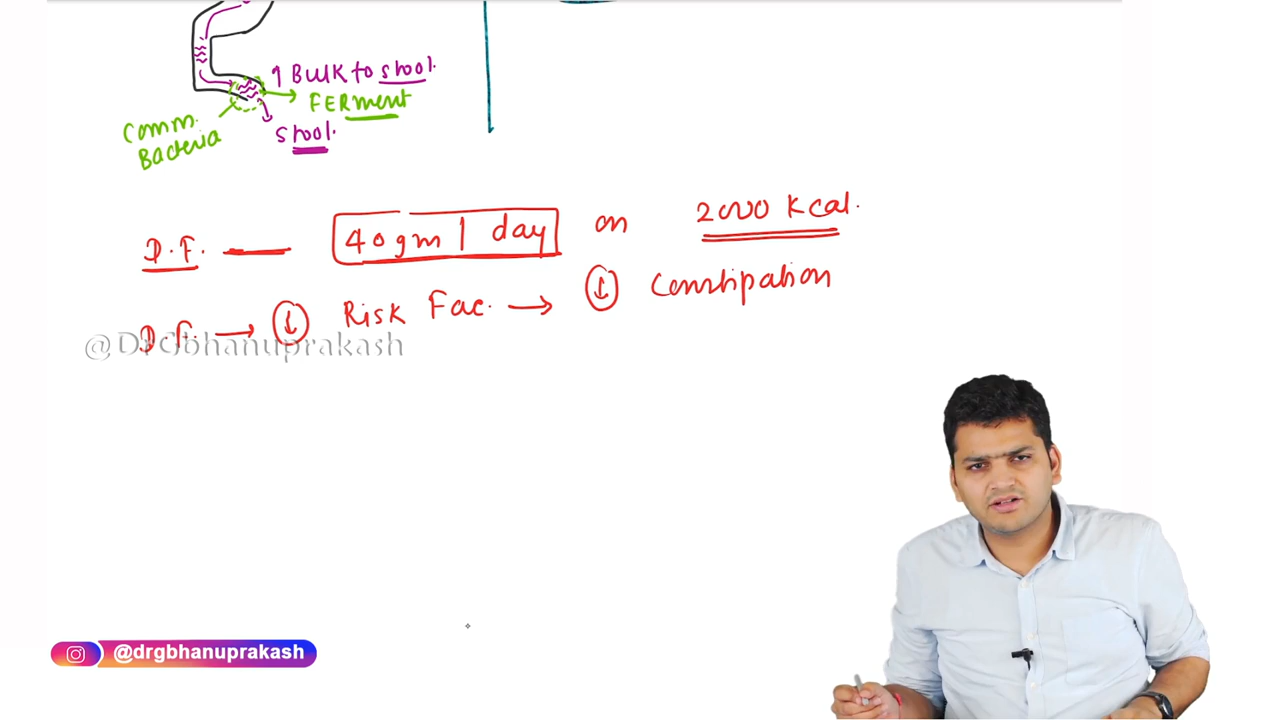 ↑ Bulk to stool.
FERment
Comm.
Bacteria
Stool.
D.F. — 40gm | day on 2000 Kcal.
D.F. → ↓ Risk Fac. → ↓ Constipation
@DrGbhanuprakash
@drgbhanuprakash